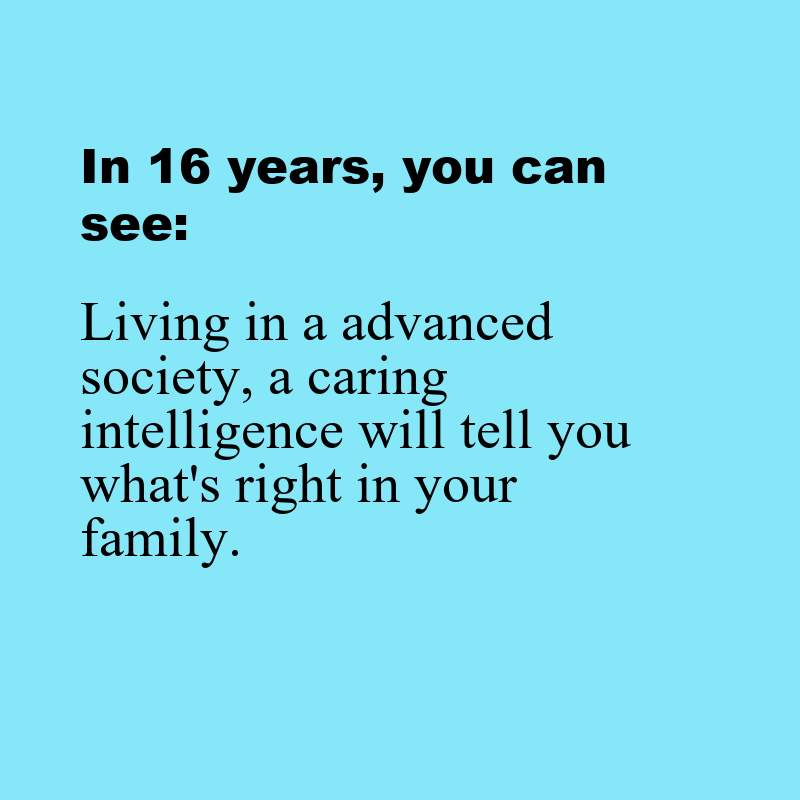 In 16 years, you can
see:
Living in a advanced
society, a caring
intelligence will tell you
what's right in your
family.